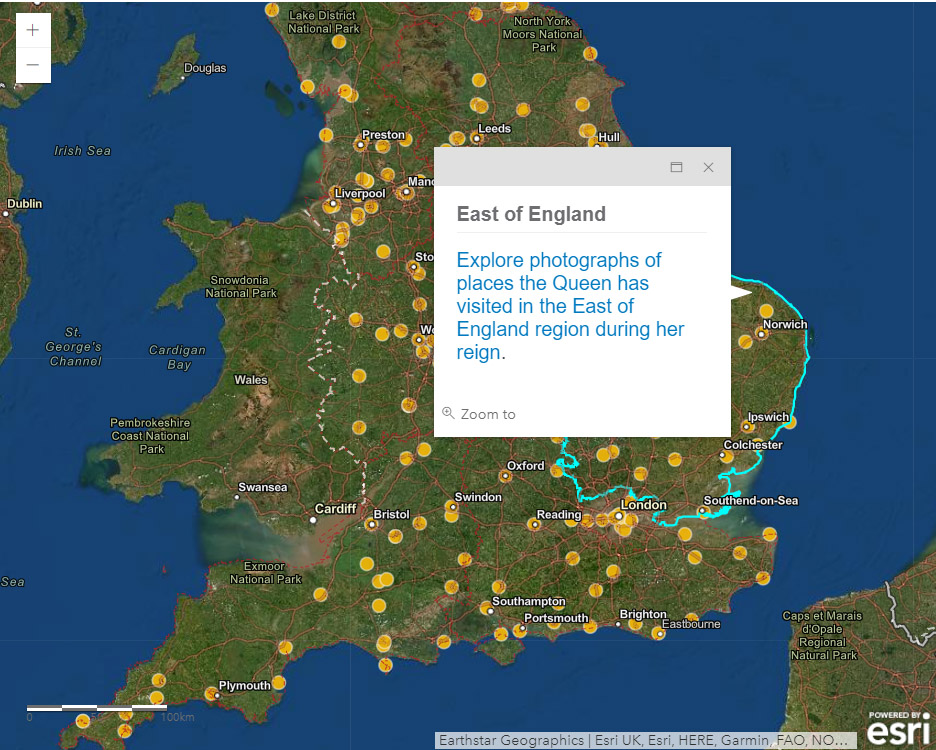 +
−
Lake District
National Park
North York
Moors National
Park
Douglas
Irish Sea
Preston
Leeds
Hull
Dublin
Liverpool
Manc
East of England
Explore photographs of
places the Queen has
visited in the East of
England region during her
reign.
Zoom to
Snowdonia
National Park
Sto
St.
George's
Channel
Cardigan
Bay
Wo
Norwich
Wales
Pembrokeshire
Coast National
Park
Ipswich
Colchester
Oxford
Swansea
Swindon
Southend-on-Sea
Cardiff
Bristol
Reading
London
Exmoor
National Park
Sea
Southampton
Portsmouth
Brighton
Eastbourne
Caps et Marais
d'Opale
Regional
Natural Park
Plymouth
0
100km
Earthstar Geographics | Esri UK, Esri, HERE, Garmin, FAO, NO...
POWERED BY
esri